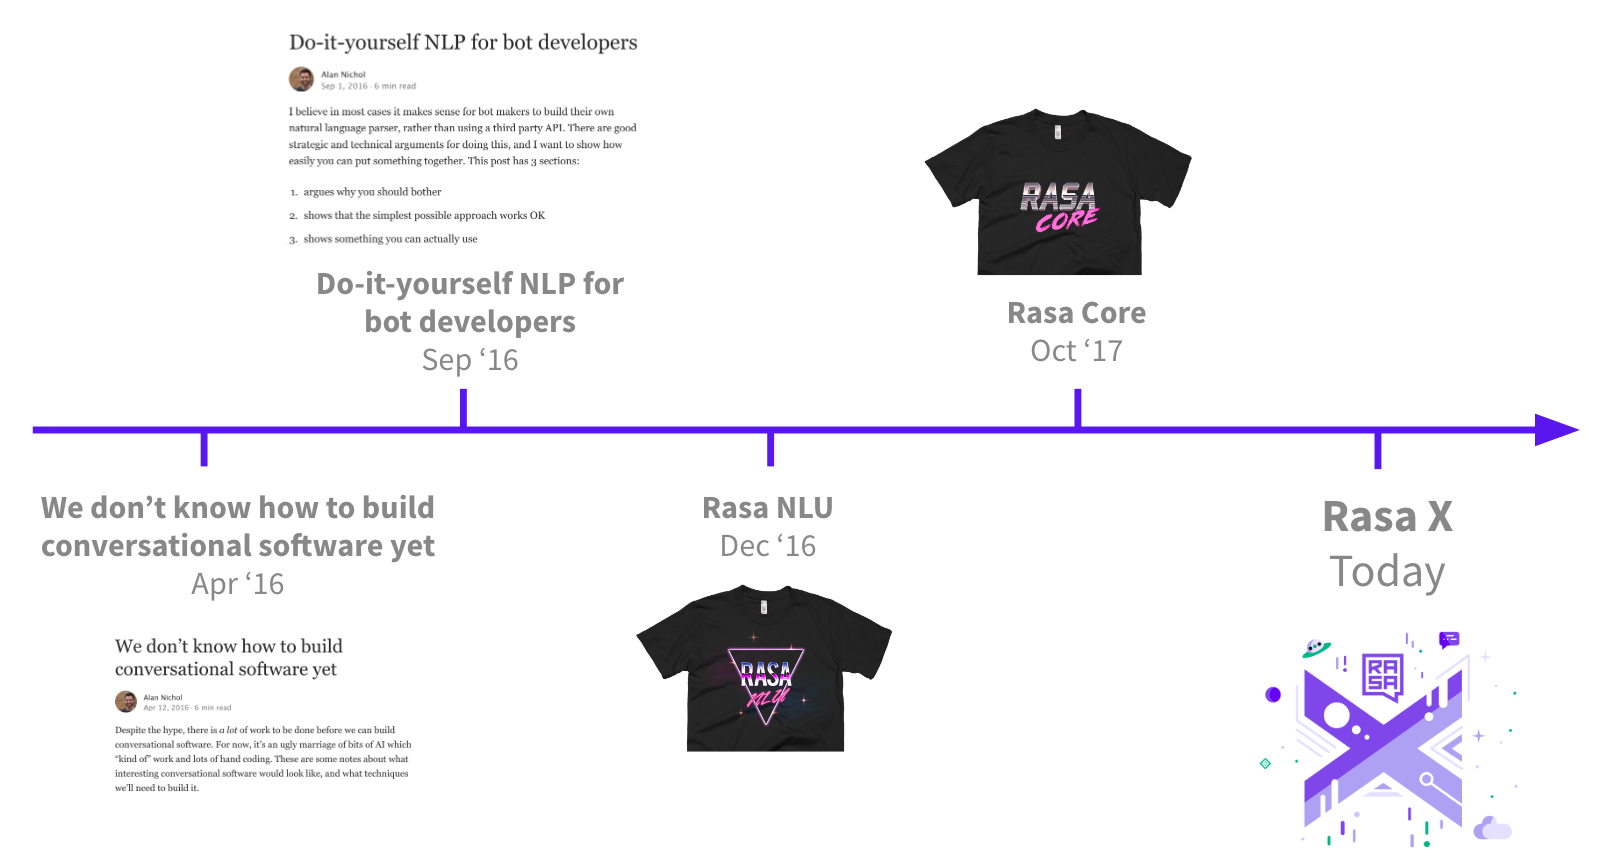 Do-it-yourself NLP for bot developers
Alan Nichol
Sep 1, 2016 · 6 min read
I believe in most cases it makes sense for bot makers to build their own
natural language parser, rather than using a third party API. There are good
strategic and technical arguments for doing this, and I want to show how
easily you can put something together. This post has 3 sections:
1. argues why you should bother
2. shows that the simplest possible approach works OK
3. shows something you can actually use
Do-it-yourself NLP for
bot developers
Sep ‘16
RASA
CORE
Rasa Core
Oct ‘17
We don’t know how to build
conversational software yet
Apr ‘16
We don’t know how to build
conversational software yet
Alan Nichol
Apr 12, 2016 · 6 min read
Despite the hype, there is a lot of work to be done before we can build
conversational software. For now, it’s an ugly marriage of bits of AI which
“kind of” work and lots of hand coding. These are some notes about what
interesting conversational software would look like, and what techniques
we’ll need to build it.
Rasa NLU
Dec ‘16
RASA
NLU
Rasa X
Today
RA
SA